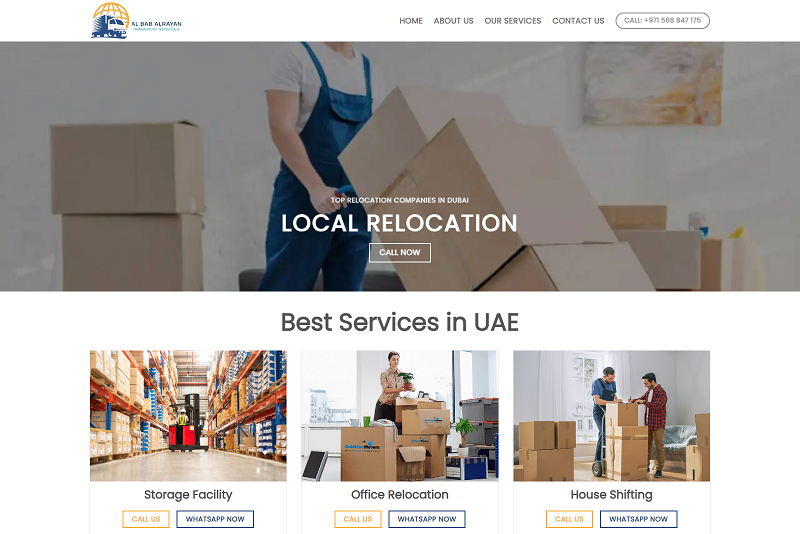 AL BAB ALRAYAN
TRANSPORT SERVICES
HOME ABOUT US OUR SERVICES CONTACT US CALL: +971 568 847 175
TOP RELOCATION COMPANIES IN DUBAI
LOCAL RELOCATION
CALL NOW
Best Services in UAE
Storage Facility Office Relocation House Shifting
CALL US WHATSAPP NOW CALL US WHATSAPP NOW CALL US WHATSAPP NOW